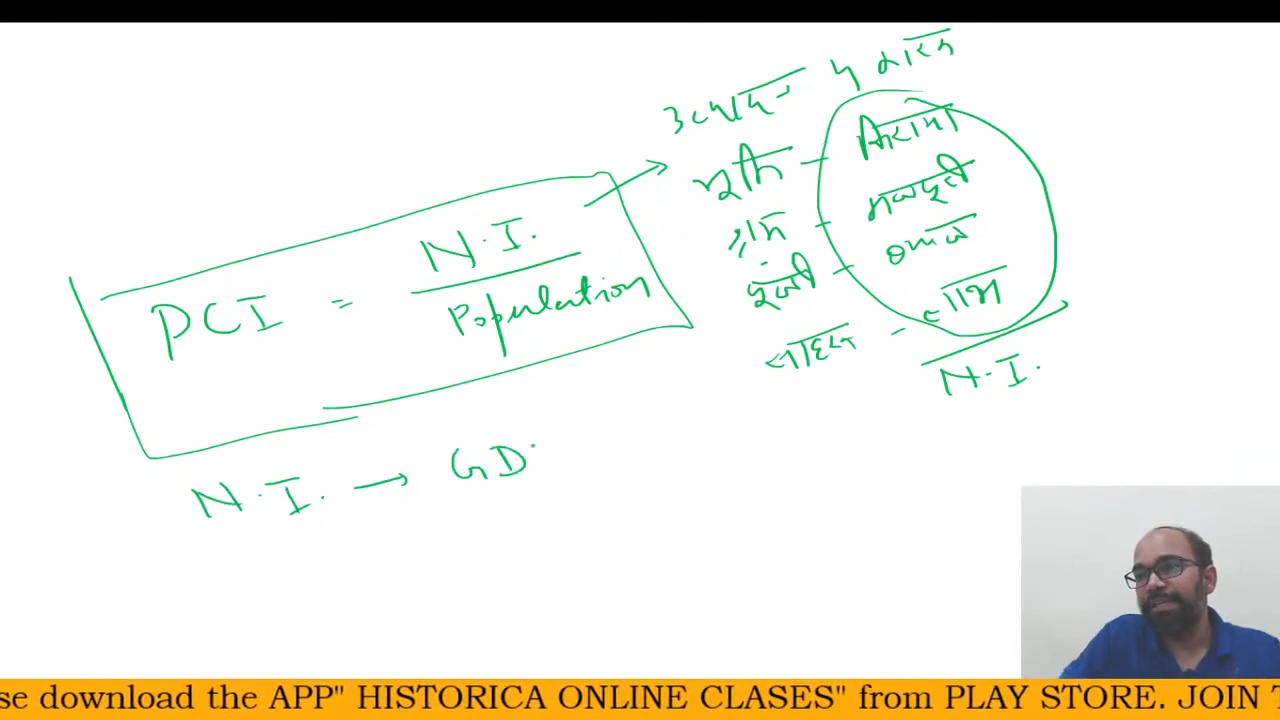 उत्पादन के साधन
भूमि - किराया
श्रम - मजदूरी
पूंजी - ब्याज
साहस - लाभ
N.I.
PCI = N.I. / Population
N.I. → GD
se download the APP" HISTORICA ONLINE CLASES" from PLAY STORE. JOIN T